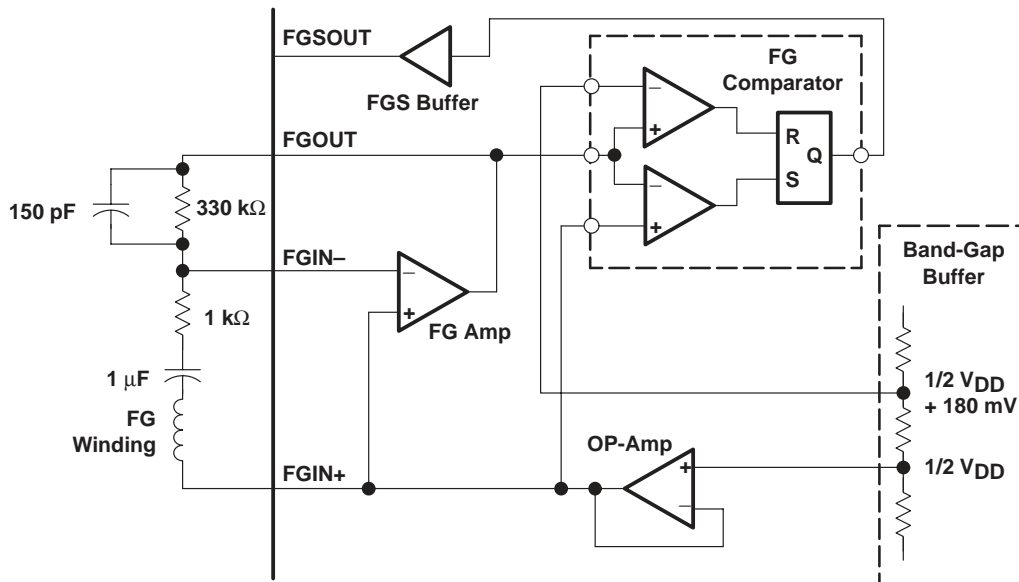 FGSOUT
FGS Buffer
FG
Comparator
FGOUT
−
+
−
+
R
S
Q
150 pF
330 kΩ
FGIN–
−
+
FG Amp
1 kΩ
1 μF
FG
Winding
FGIN+
OP-Amp
+
−
Band-Gap
Buffer
1/2 VDD
+ 180 mV
1/2 VDD